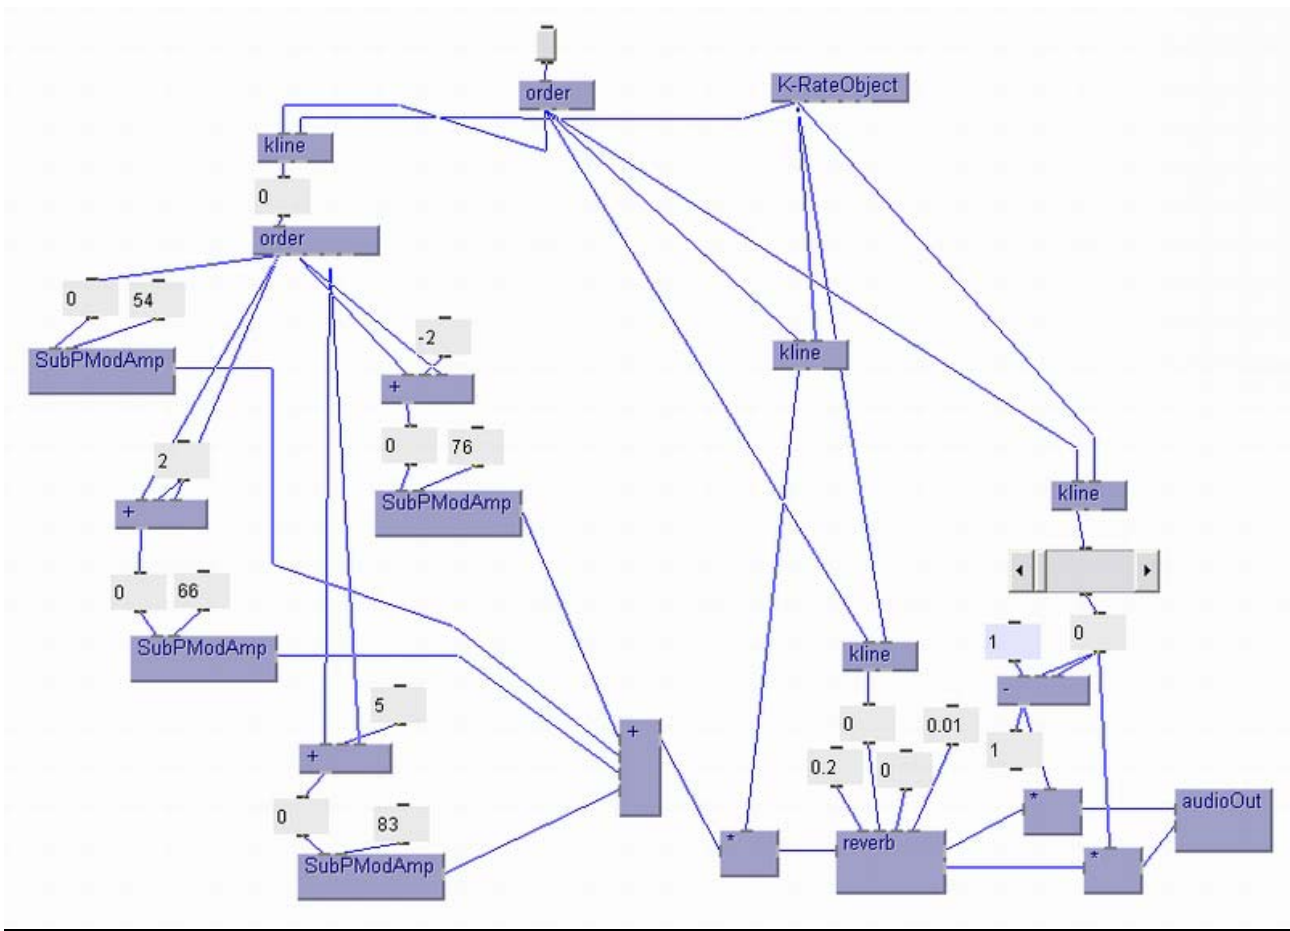 order
K-RateObject
kline
0
order
0
54
SubPModAmp
-2
+
kline
2
0
76
+
SubPModAmp
kline
0
66
1
0
SubPModAmp
kline
-
5
0
0.01
1
+
+
0.2
0
*
audioOut
0
83
*
reverb
*
SubPModAmp